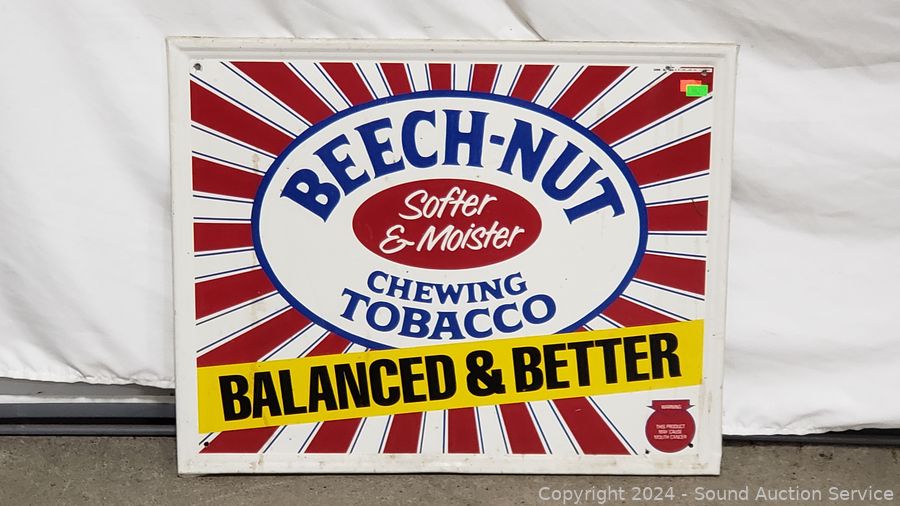 BEECH-NUT
Softer
& Moister
CHEWING
TOBACCO
BALANCED & BETTER
WARNING
THIS PRODUCT
MAY CAUSE
MOUTH CANCER
Copyright 2024 - Sound Auction Service